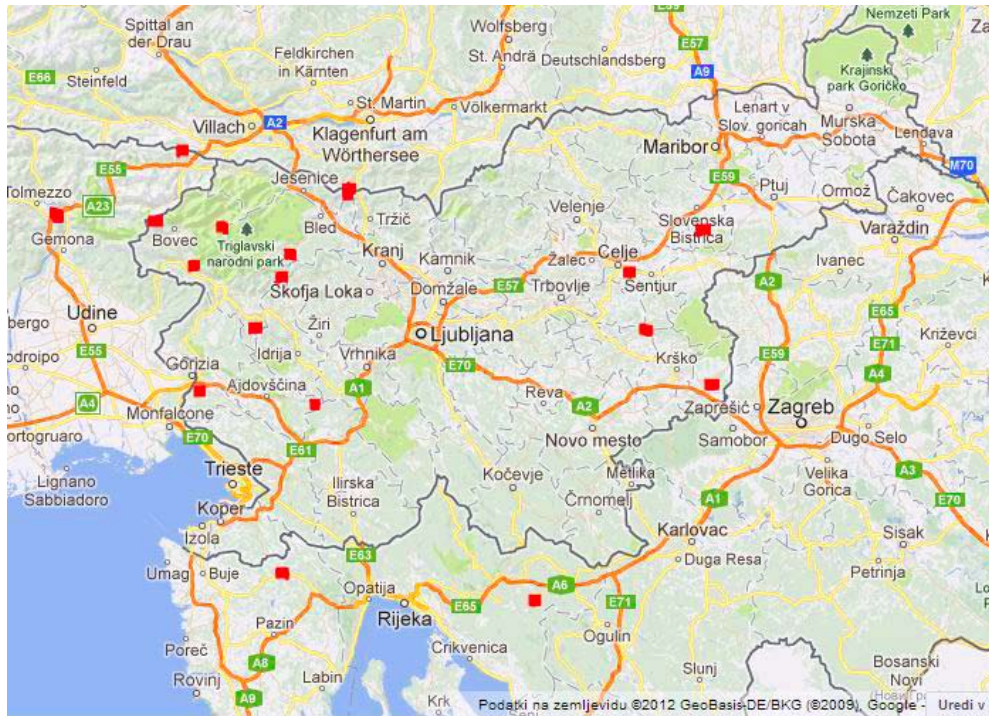 Spittal an
der Drau
Wolfsberg
E59
Nemzeti Park
Za
Feldkirchen
in Kärnten
St. Andrä
Deutschlandsberg
E57
E66
Steinfeld
A9
Krajinski
park Goričko
St. Martin
Völkermarkt
Lenart v
Slov. goricah
Murska
Sobota
Villach
A2
Klagenfurt am
Wörthersee
Maribor
Lendava
E55
M70
Tolmezzo
Jesenice
E59
Ptuj
Ormož
Čakovec
A23
Gemona
Bovec
Triglavski
narodni park
Bled
Tržič
Velenje
Slovenska
Bistrica
Varaždin
Kranj
Kamnik
Žalec
Celje
Šentjur
Ivanec
Škofja Loka
Domžale
E57
Trbovlje
A2
Udine
bergo
Žiri
Ljubljana
E65
Križevci
odroipo
E55
Idrija
Vrhnika
E70
Krško
E59
E71
Gorizia
Ajdovščina
A1
Reva
A2
A4
A4
Zaprešić
Zagreb
Monfalcone
ortogruaro
E70
E61
Novo mesto
Samobor
Dugo Selo
Lignano
Sabbiadoro
Trieste
Ilirska
Bistrica
Kočevje
Metlika
Črnomelj
Velika
Gorica
A3
E70
A1
Koper
Izola
Karlovac
Sisak
E63
Umag
Buje
Opatija
Duga Resa
Petrinja
Rijeka
E65
A6
E71
Pazin
Ogulin
Poreč
Crikvenica
A8
Slunj
Bosanski
Novi
Rovinj
A9
Labin
Krk
Podatki na zemljevidu ©2012 GeoBasis-DE/BKG (©2009), Google -
Uredi v